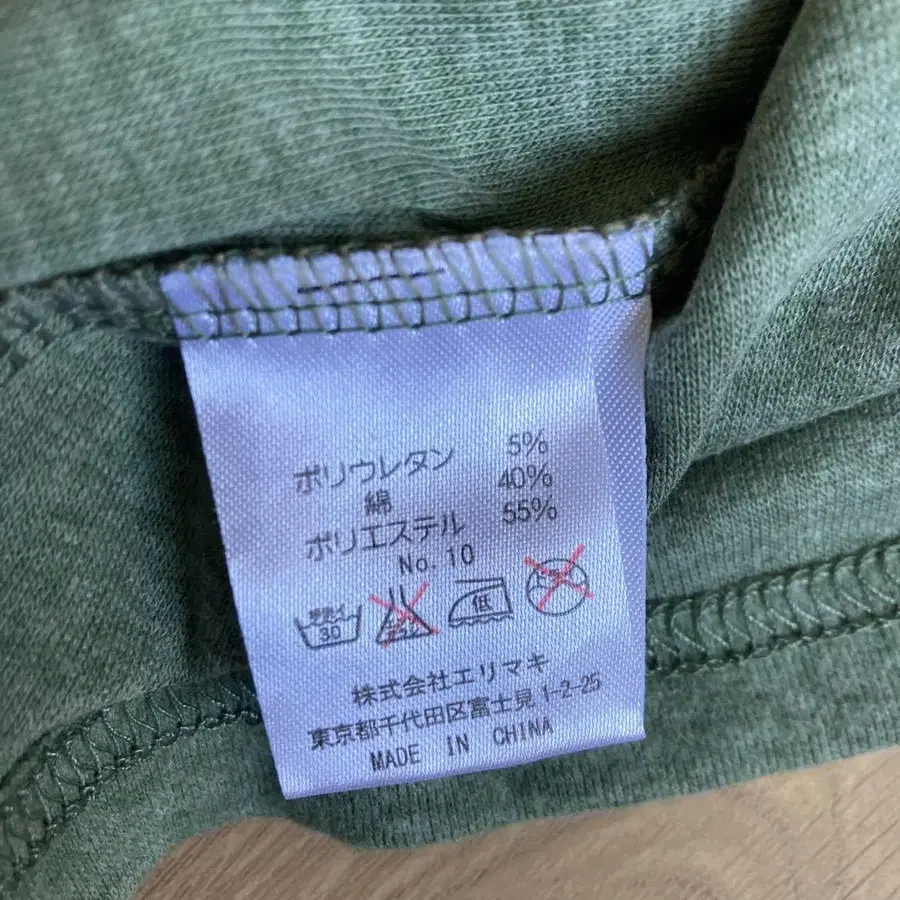 ポリウレタン 5%
綿 40%
ポリエステル 55%
No.10
30 低
株式会社エリマキ
東京都千代田区富士見1-2-25
MADE IN CHINA